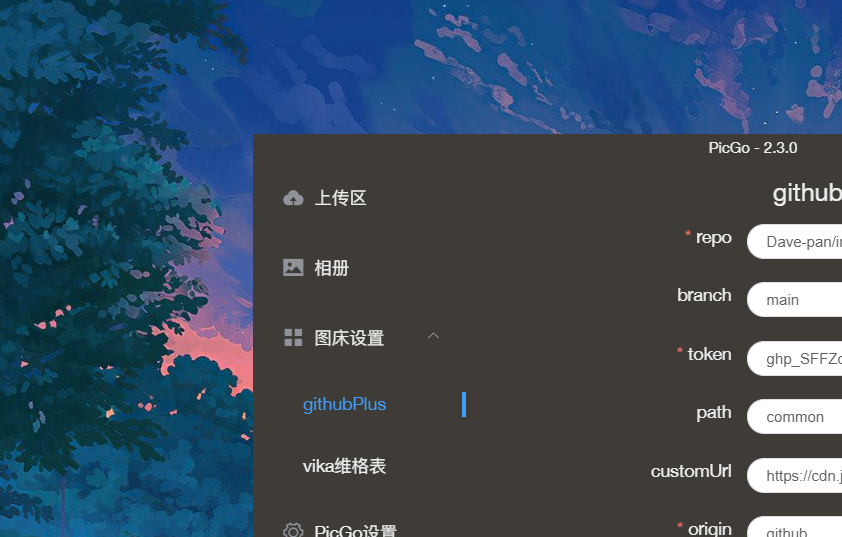 PicGo - 2.3.0
上传区
相册
图床设置
githubPlus
vika维格表
PicGo设置
github
* repo
Dave-pan/i
branch
main
* token
ghp_SFFZ
path
common
customUrl
https://cdn.j
* origin
github